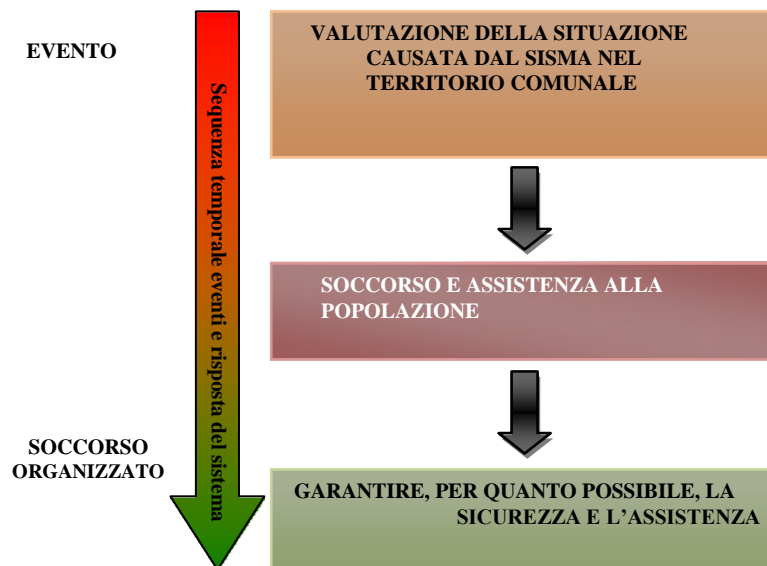 EVENTO
VALUTAZIONE DELLA SITUAZIONE
CAUSATA DAL SISMA NEL
TERRITORIO COMUNALE
Sequenza temporale eventi e risposta del sistema
SOCCORSO E ASSISTENZA ALLA
POPOLAZIONE
SOCCORSO
ORGANIZZATO
GARANTIRE, PER QUANTO POSSIBILE, LA
SICUREZZA E L’ASSISTENZA